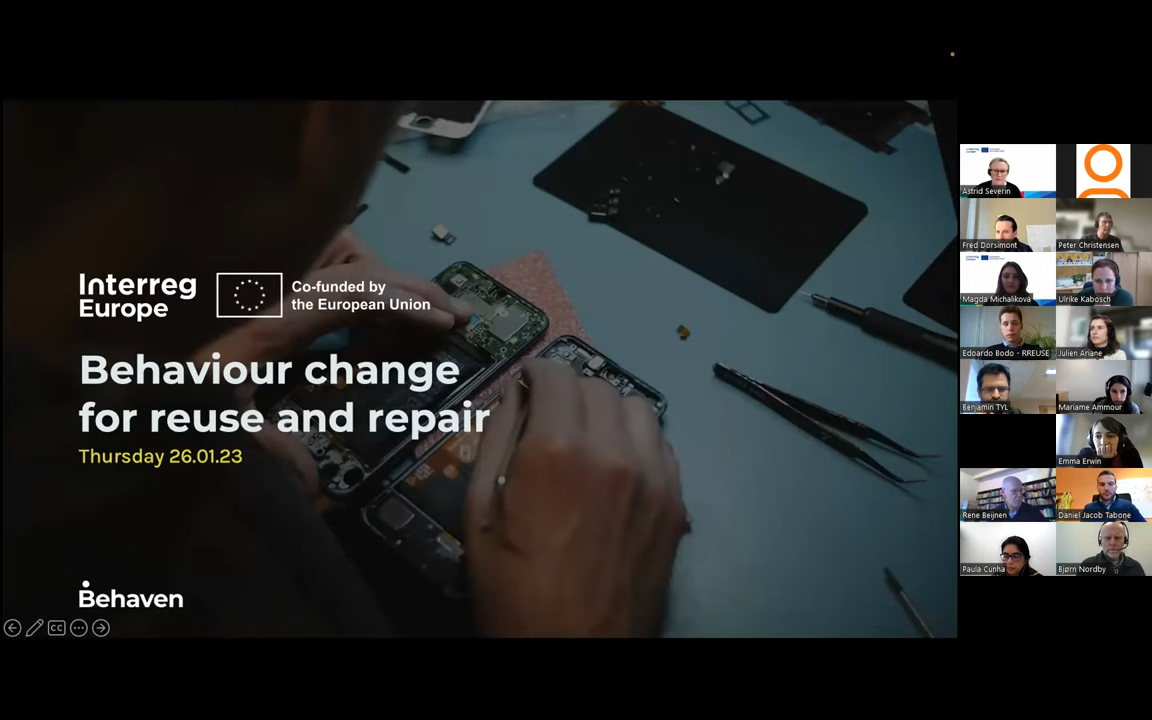 Interreg
Europe
Co-funded by
the European Union
Behaviour change
for reuse and repair
Thursday 26.01.23
Behaven
CC
Astrid Severin
Fred Dorsimont
Peter Christensen
Magda Michaliková
Ulrike Kabosch
Edoardo Bodo - RREUSE
Julien Ariane
Benjamin TYL
Mariame Ammour
Emma Erwin
Rene Beijnen
Daniel Jacob Tabone
Paula Cunha
Bjørn Nordby